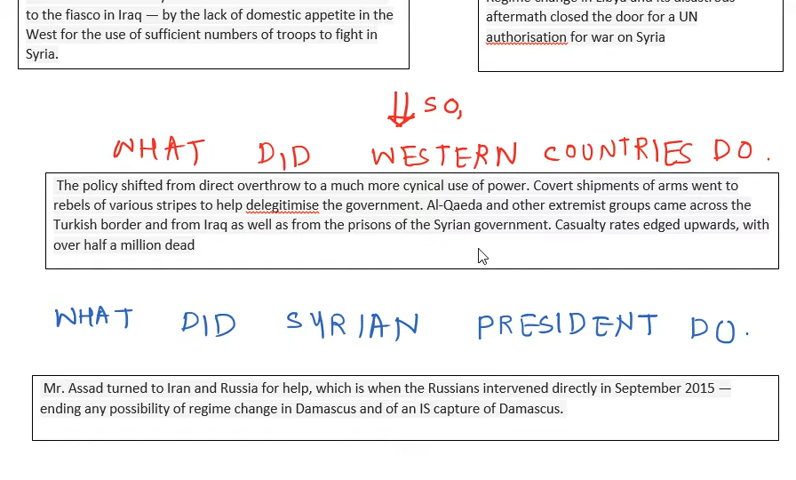 to the fiasco in Iraq — by the lack of domestic appetite in the
West for the use of sufficient numbers of troops to fight in
Syria.
aftermath closed the door for a UN
authorisation for war on Syria
SO,
WHAT DID WESTERN COUNTRIES DO.
The policy shifted from direct overthrow to a much more cynical use of power. Covert shipments of arms went to
rebels of various stripes to help delegitimise the government. Al-Qaeda and other extremist groups came across the
Turkish border and from Iraq as well as from the prisons of the Syrian government. Casualty rates edged upwards, with
over half a million dead
WHAT DID SYRIAN PRESIDENT DO.
Mr. Assad turned to Iran and Russia for help, which is when the Russians intervened directly in September 2015 —
ending any possibility of regime change in Damascus and of an IS capture of Damascus.